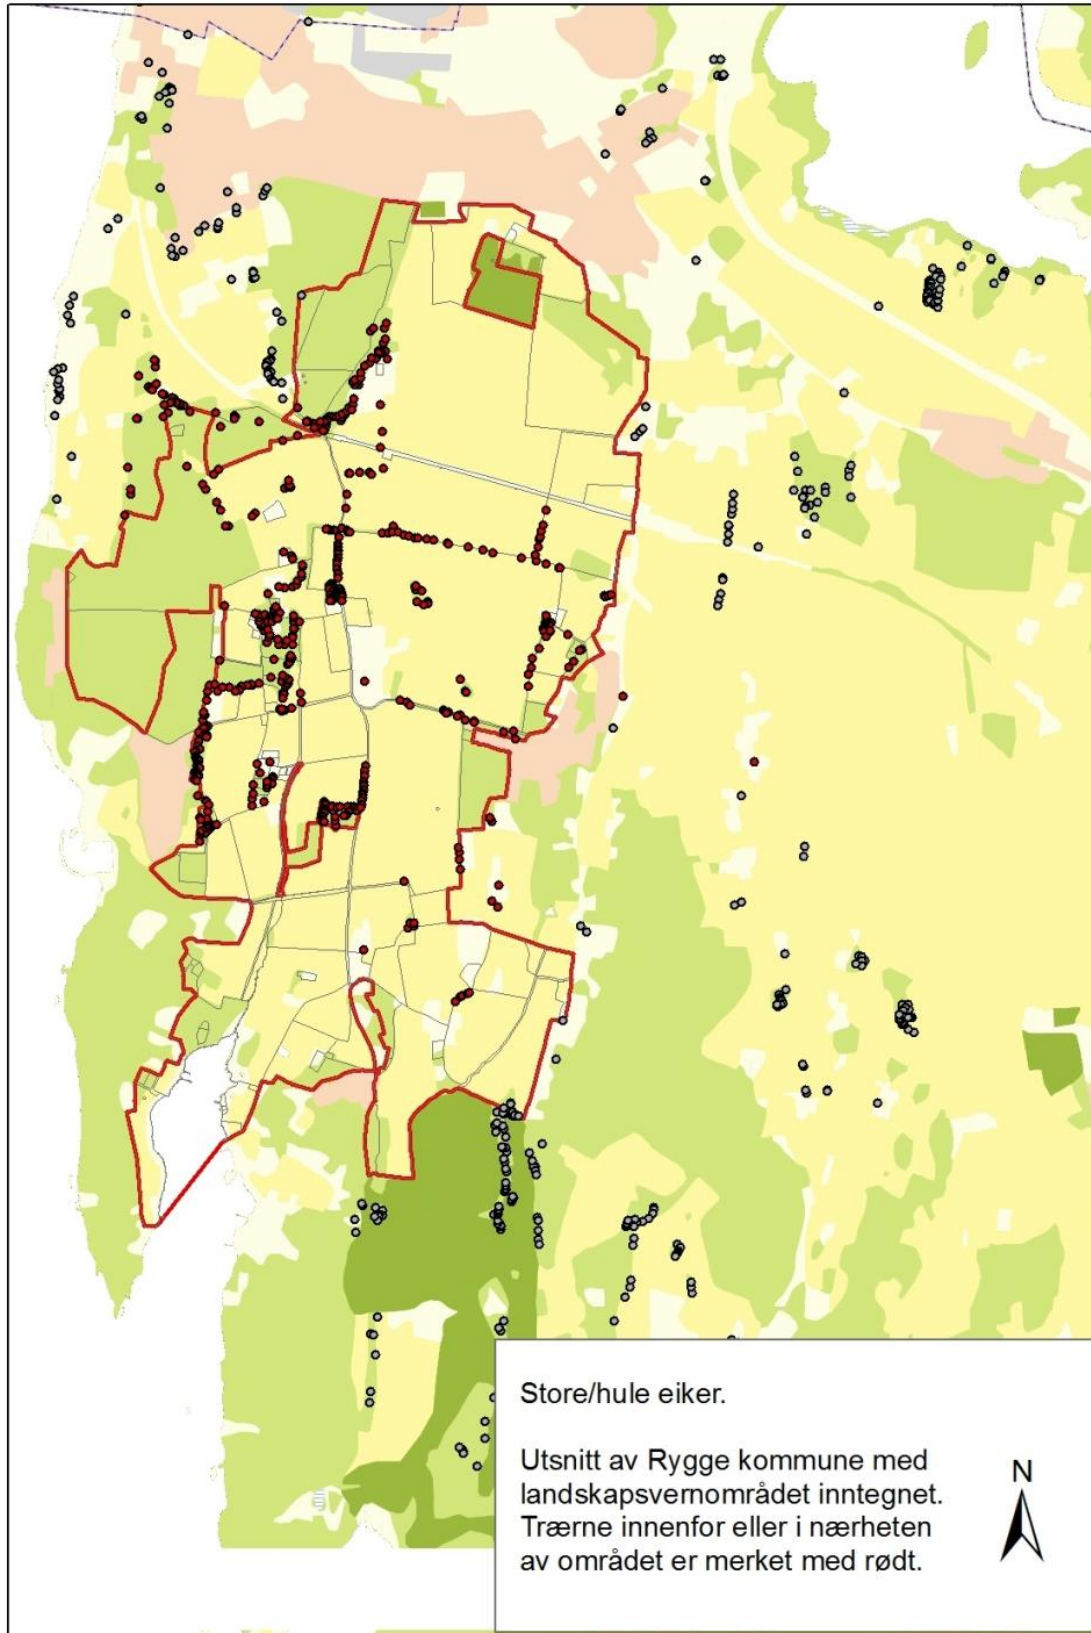 Store/hule eiker.
Utsnitt av Rygge kommune med
landskapsvernområdet inntegnet.
Trærne innenfor eller i nærheten
av området er merket med rødt.
N